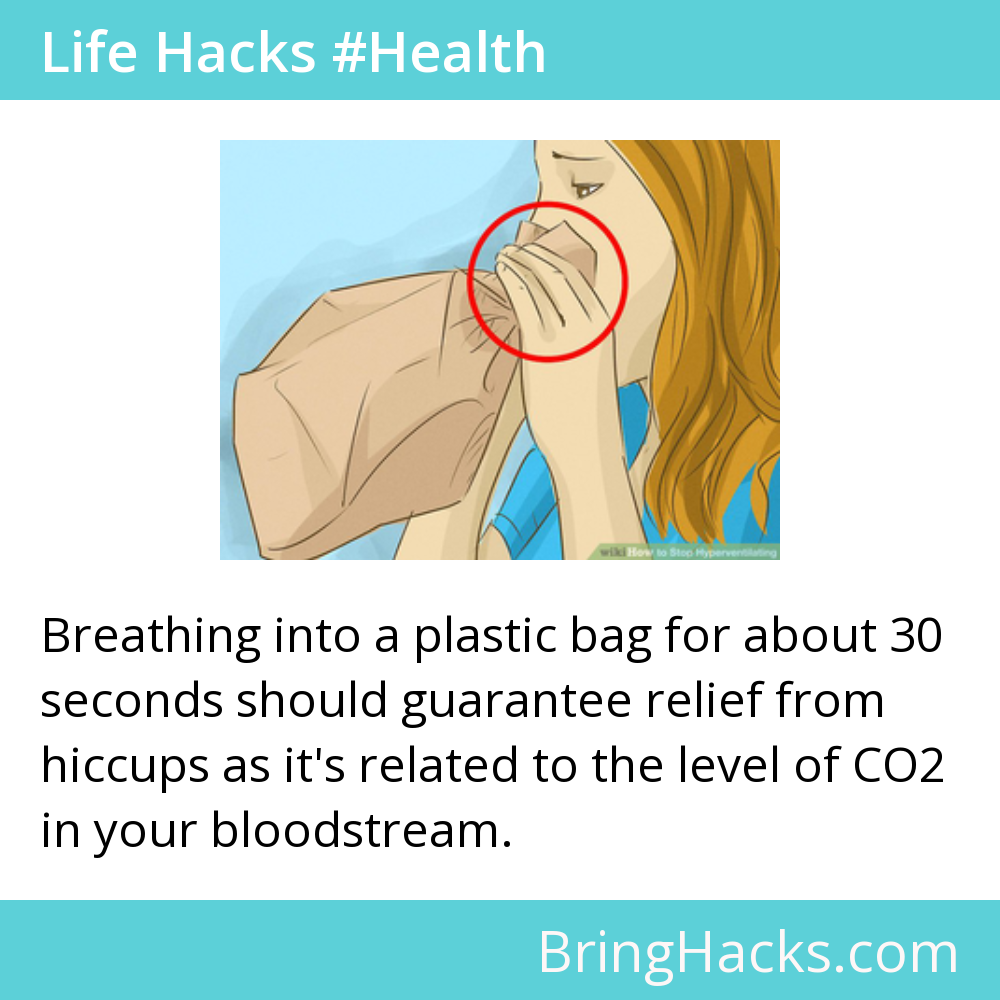 Life Hacks #Health
wikiHow to Stop Hyperventilating
Breathing into a plastic bag for about 30
seconds should guarantee relief from
hiccups as it's related to the level of CO2
in your bloodstream.
BringHacks.com